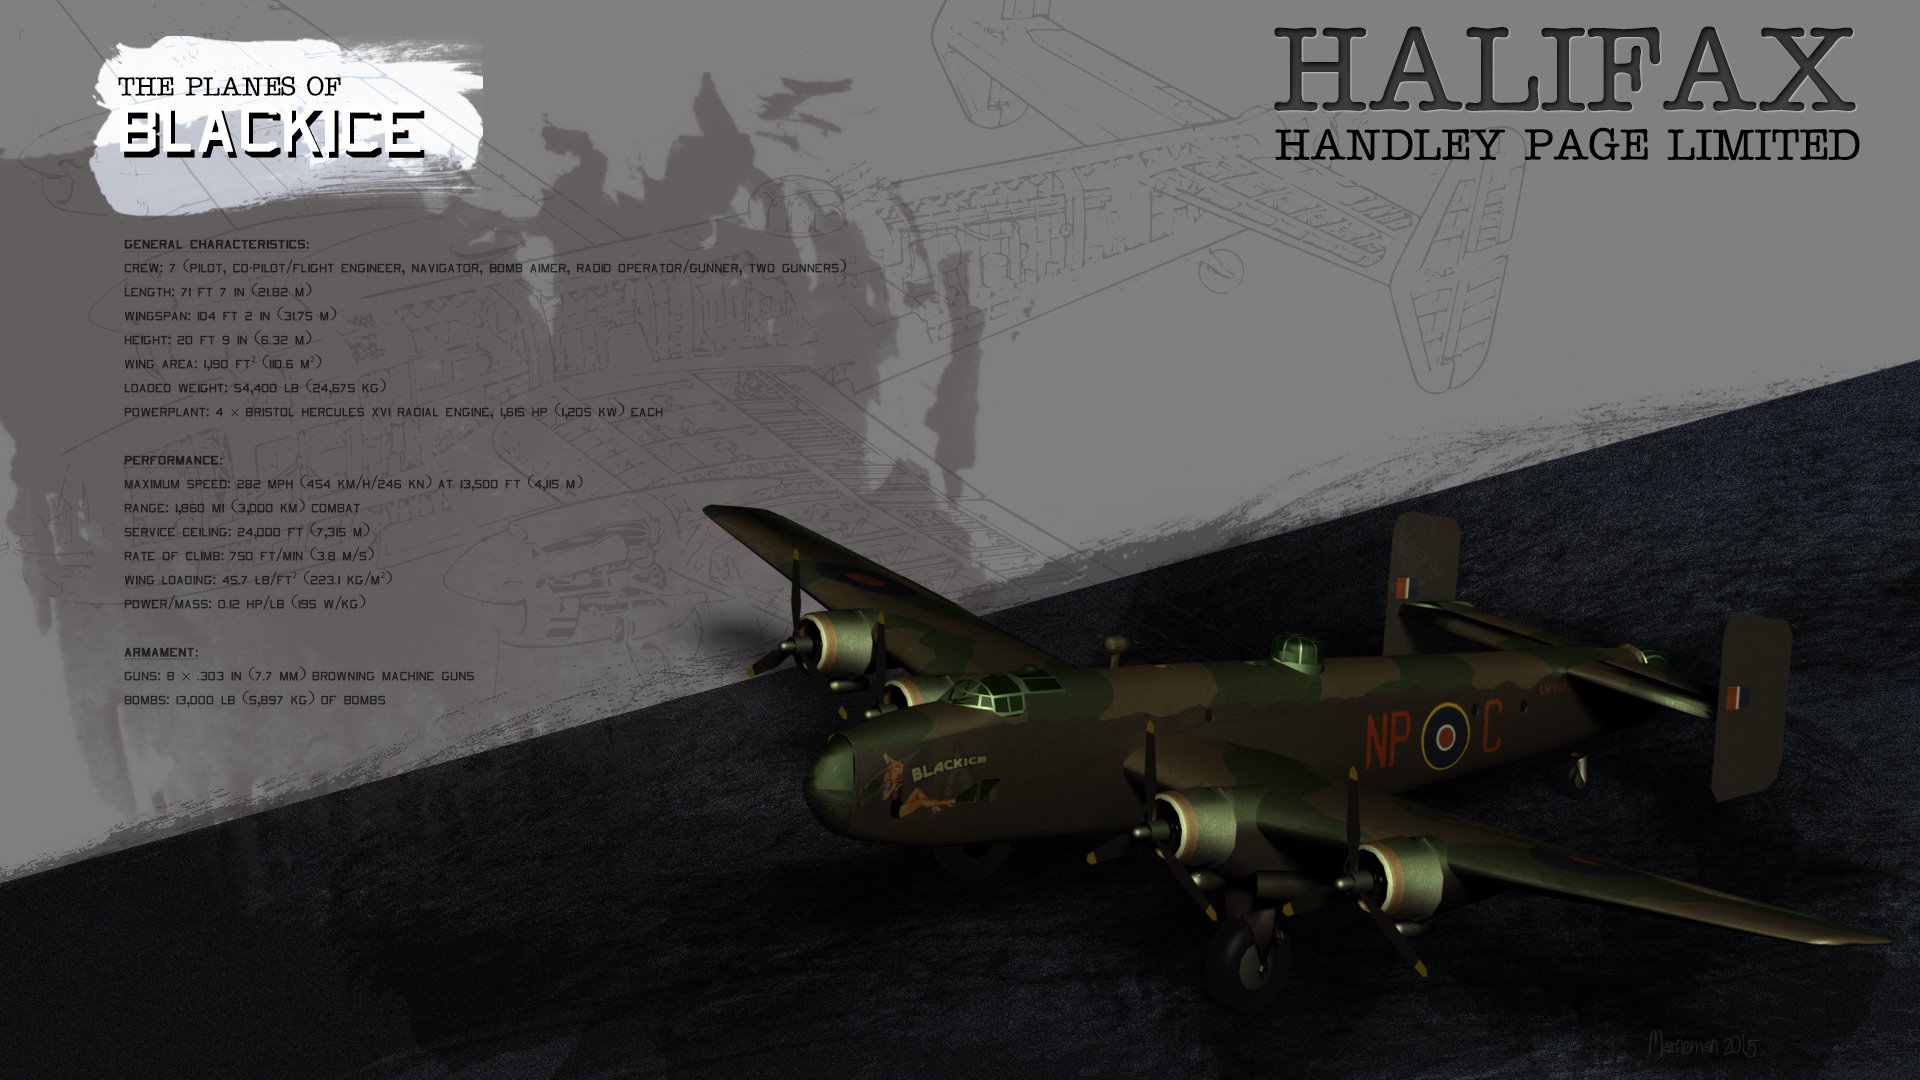 THE PLANES OF
BLACKICE
HALIFAX
HANDLEY PAGE LIMITED
GENERAL CHARACTERISTICS:
CREW: 7 (PILOT, CO-PILOT/FLIGHT ENGINEER, NAVIGATOR, BOMB AIMER, RADIO OPERATOR/GUNNER, TWO GUNNERS)
LENGTH: 71 FT 7 IN (21.82 M)
WINGSPAN: 104 FT 2 IN (31.75 M)
HEIGHT: 20 FT 9 IN (6.32 M)
WING AREA: 1,190 FT² (110.6 M²)
LOADED WEIGHT: 54,400 LB (24,675 KG)
POWERPLANT: 4 × BRISTOL HERCULES XVI RADIAL ENGINE, 1,615 HP (1,205 KW) EACH
PERFORMANCE:
MAXIMUM SPEED: 282 MPH (454 KM/H/246 KN) AT 13,500 FT (4,115 M)
RANGE: 1,860 MI (3,000 KM) COMBAT
SERVICE CEILING: 24,000 FT (7,315 M)
RATE OF CLIMB: 750 FT/MIN (3.8 M/S)
WING LOADING: 45.7 LB/FT² (223.1 KG/M²)
POWER/MASS: 0.12 HP/LB (195 W/KG)
ARMAMENT:
GUNS: 8 × .303 IN (7.7 MM) BROWNING MACHINE GUNS
BOMBS: 13,000 LB (5,897 KG) OF BOMBS
LV917
NP C
BLACKICE
Marneman 2015